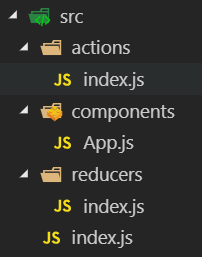 src
actions
JS index.js
components
JS App.js
reducers
JS index.js
JS index.js